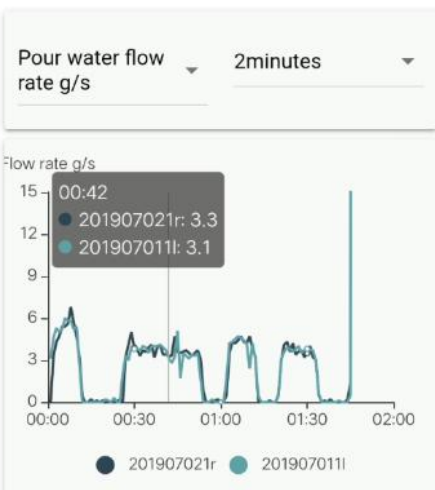 Pour water flow
rate g/s
2minutes
Flow rate g/s
15
00:42
201907021r: 3.3
201907011l: 3.1
12
9
6
3
0
00:00 00:30 01:00 01:30 02:00
201907021r 201907011l